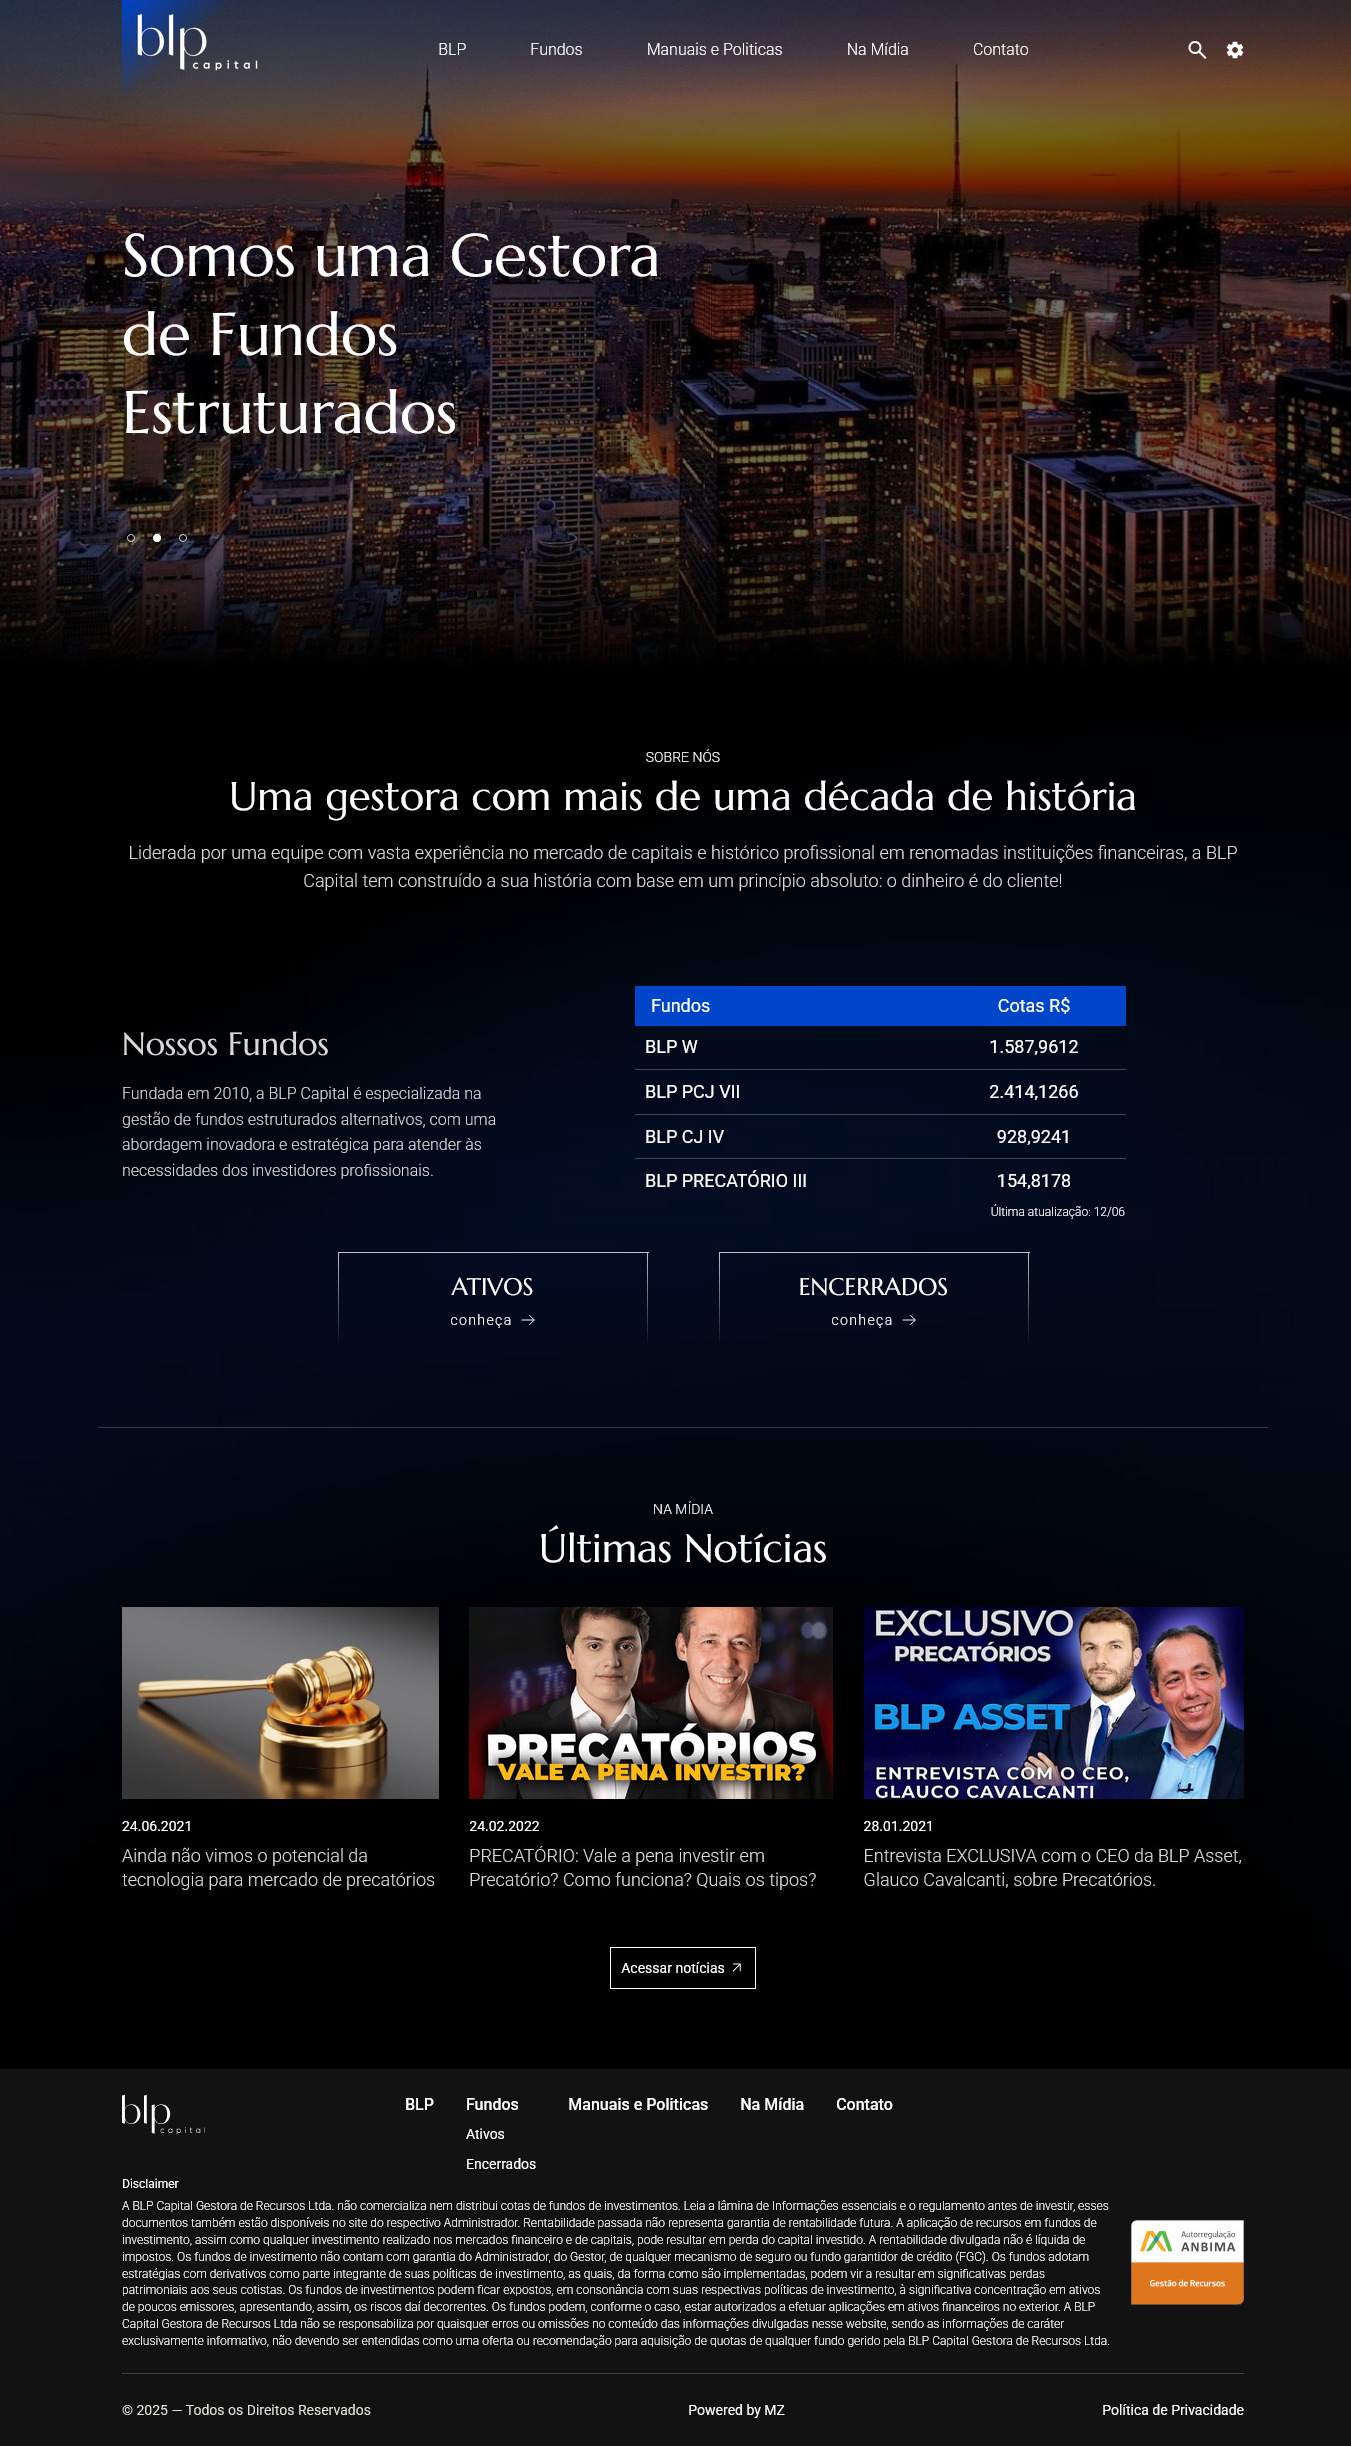 blp
capital
BLP
Fundos
Manuais e Politicas
Na Mídia
Contato
Somos uma Gestora
de Fundos
Estruturados
SOBRE NÓS
Uma gestora com mais de uma década de história
Liderada por uma equipe com vasta experiência no mercado de capitais e histórico profissional em renomadas instituições financeiras, a BLP
Capital tem construído a sua história com base em um princípio absoluto: o dinheiro é do cliente!
Nossos Fundos
Fundada em 2010, a BLP Capital é especializada na
gestão de fundos estruturados alternativos, com uma
abordagem inovadora e estratégica para atender às
necessidades dos investidores profissionais.
Fundos Cotas R$
BLP W 1.587,9612
BLP PCJ VII 2.414,1266
BLP CJ IV 928,9241
BLP PRECATÓRIO III 154,8178
Última atualização: 12/06
ATIVOS
conheça
ENCERRADOS
conheça
NA MÍDIA
Últimas Notícias
PRECATÓRIOS
VALE A PENA INVESTIR?
EXCLUSIVO
PRECATÓRIOS
BLP ASSET
ENTREVISTA COM O CEO,
GLAUCO CAVALCANTI
24.06.2021
Ainda não vimos o potencial da
tecnologia para mercado de precatórios
24.02.2022
PRECATÓRIO: Vale a pena investir em
Precatório? Como funciona? Quais os tipos?
28.01.2021
Entrevista EXCLUSIVA com o CEO da BLP Asset,
Glauco Cavalcanti, sobre Precatórios.
Acessar notícias
blp
capital
BLP
Fundos
Ativos
Encerrados
Manuais e Politicas
Na Mídia
Contato
Disclaimer
A BLP Capital Gestora de Recursos Ltda. não comercializa nem distribui cotas de fundos de investimentos. Leia a lâmina de Informações essenciais e o regulamento antes de investir, esses
documentos também estão disponíveis no site do respectivo Administrador. Rentabilidade passada não representa garantia de rentabilidade futura. A aplicação de recursos em fundos de
investimento, assim como qualquer investimento realizado nos mercados financeiro e de capitais, pode resultar em perda do capital investido. A rentabilidade divulgada não é líquida de
impostos. Os fundos de investimento não contam com garantia do Administrador, do Gestor, de qualquer mecanismo de seguro ou fundo garantidor de crédito (FGC). Os fundos adotam
estratégias com derivativos como parte integrante de suas políticas de investimento, as quais, da forma como são implementadas, podem vir a resultar em significativas perdas
patrimoniais aos seus cotistas. Os fundos de investimentos podem ficar expostos, em consonância com suas respectivas políticas de investimento, à significativa concentração em ativos
de poucos emissores, apresentando, assim, os riscos daí decorrentes. Os fundos podem, conforme o caso, estar autorizados a efetuar aplicações em ativos financeiros no exterior. A BLP
Capital Gestora de Recursos Ltda não se responsabiliza por quaisquer erros ou omissões no conteúdo das informações divulgadas nesse website, sendo as informações de caráter
exclusivamente informativo, não devendo ser entendidas como uma oferta ou recomendação para aquisição de quotas de qualquer fundo gerido pela BLP Capital Gestora de Recursos Ltda.
Autorregulação
ANBIMA
Gestão de Recursos
© 2025 — Todos os Direitos Reservados
Powered by MZ
Política de Privacidade